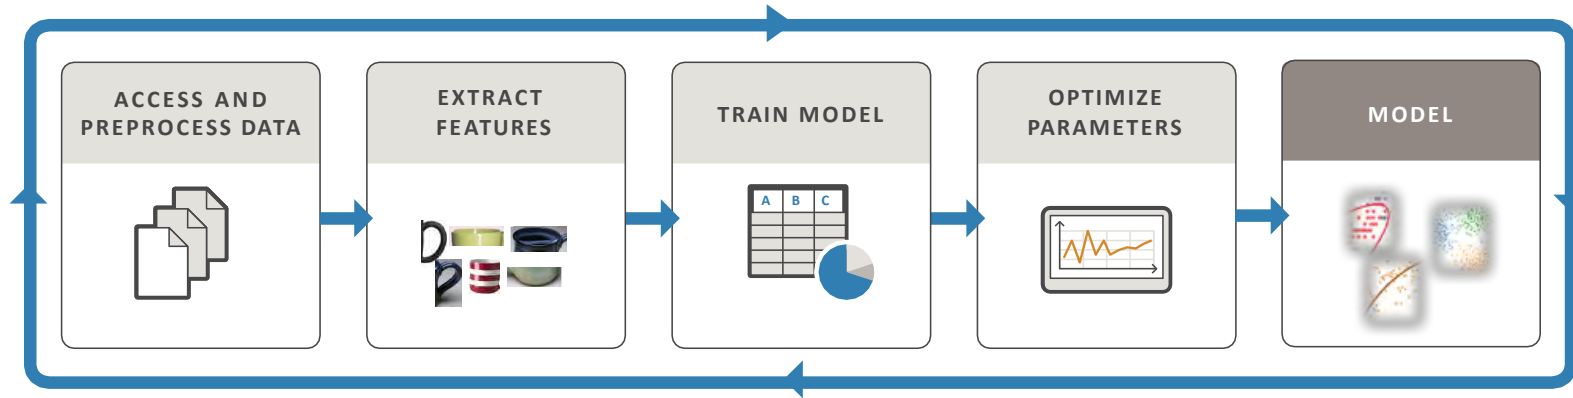 ACCESS AND
PREPROCESS DATA
EXTRACT
FEATURES
TRAIN MODEL
OPTIMIZE
PARAMETERS
MODEL
A B C